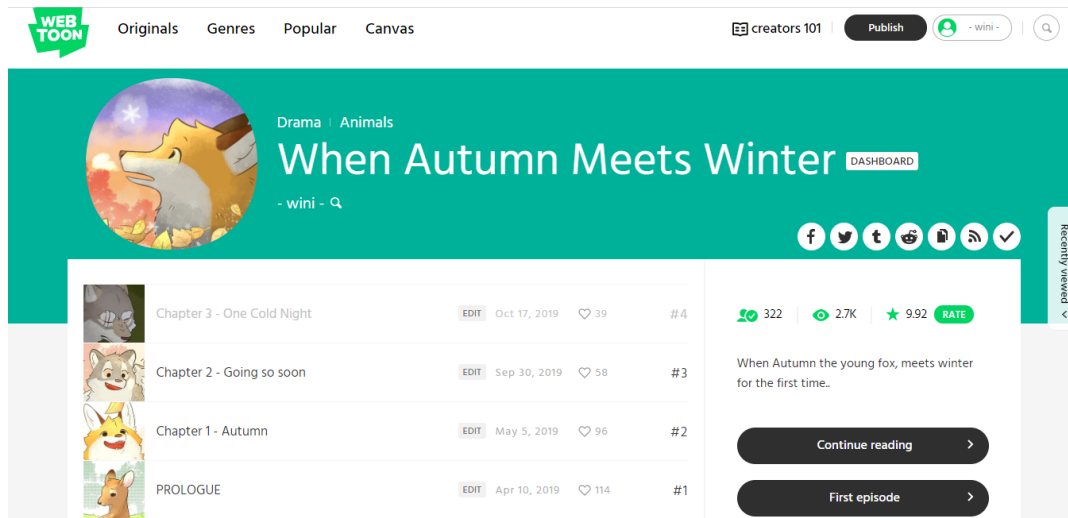 WEB
TOON
Originals Genres Popular Canvas
creators 101 Publish - wini -
Drama Animals
When Autumn Meets Winter DASHBOARD
- wini -
Recently viewed
Chapter 3 - One Cold Night EDIT Oct 17, 2019 39 #4
Chapter 2 - Going so soon EDIT Sep 30, 2019 58 #3
Chapter 1 - Autumn EDIT May 5, 2019 96 #2
PROLOGUE EDIT Apr 10, 2019 114 #1
322 2.7K 9.92 RATE
When Autumn the young fox, meets winter
for the first time..
Continue reading
First episode